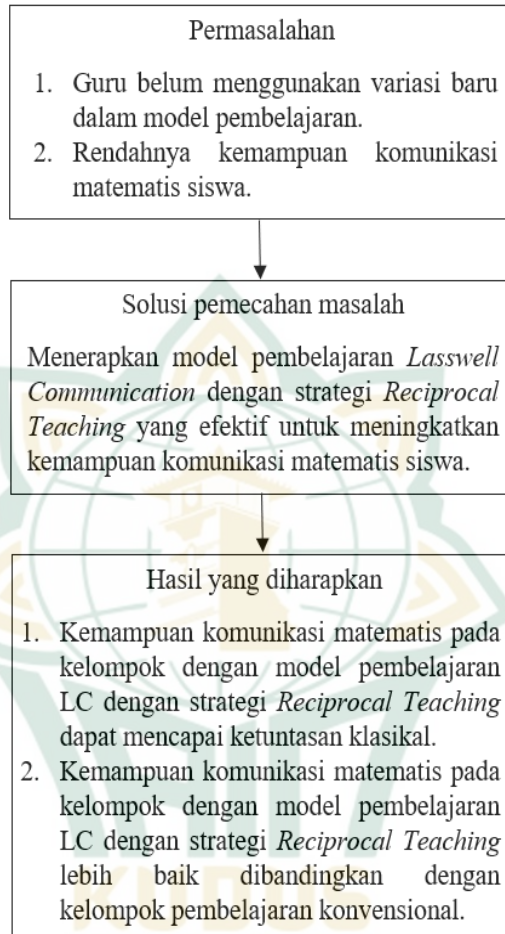 Permasalahan
1. Guru belum menggunakan variasi baru
dalam model pembelajaran.
2. Rendahnya kemampuan komunikasi
matematis siswa.
Solusi pemecahan masalah
Menerapkan model pembelajaran Lasswell
Communication dengan strategi Reciprocal
Teaching yang efektif untuk meningkatkan
kemampuan komunikasi matematis siswa.
Hasil yang diharapkan
1. Kemampuan komunikasi matematis pada
kelompok dengan model pembelajaran
LC dengan strategi Reciprocal Teaching
dapat mencapai ketuntasan klasikal.
2. Kemampuan komunikasi matematis pada
kelompok dengan model pembelajaran
LC dengan strategi Reciprocal Teaching
lebih baik dibandingkan dengan
kelompok pembelajaran konvensional.
KUDUS